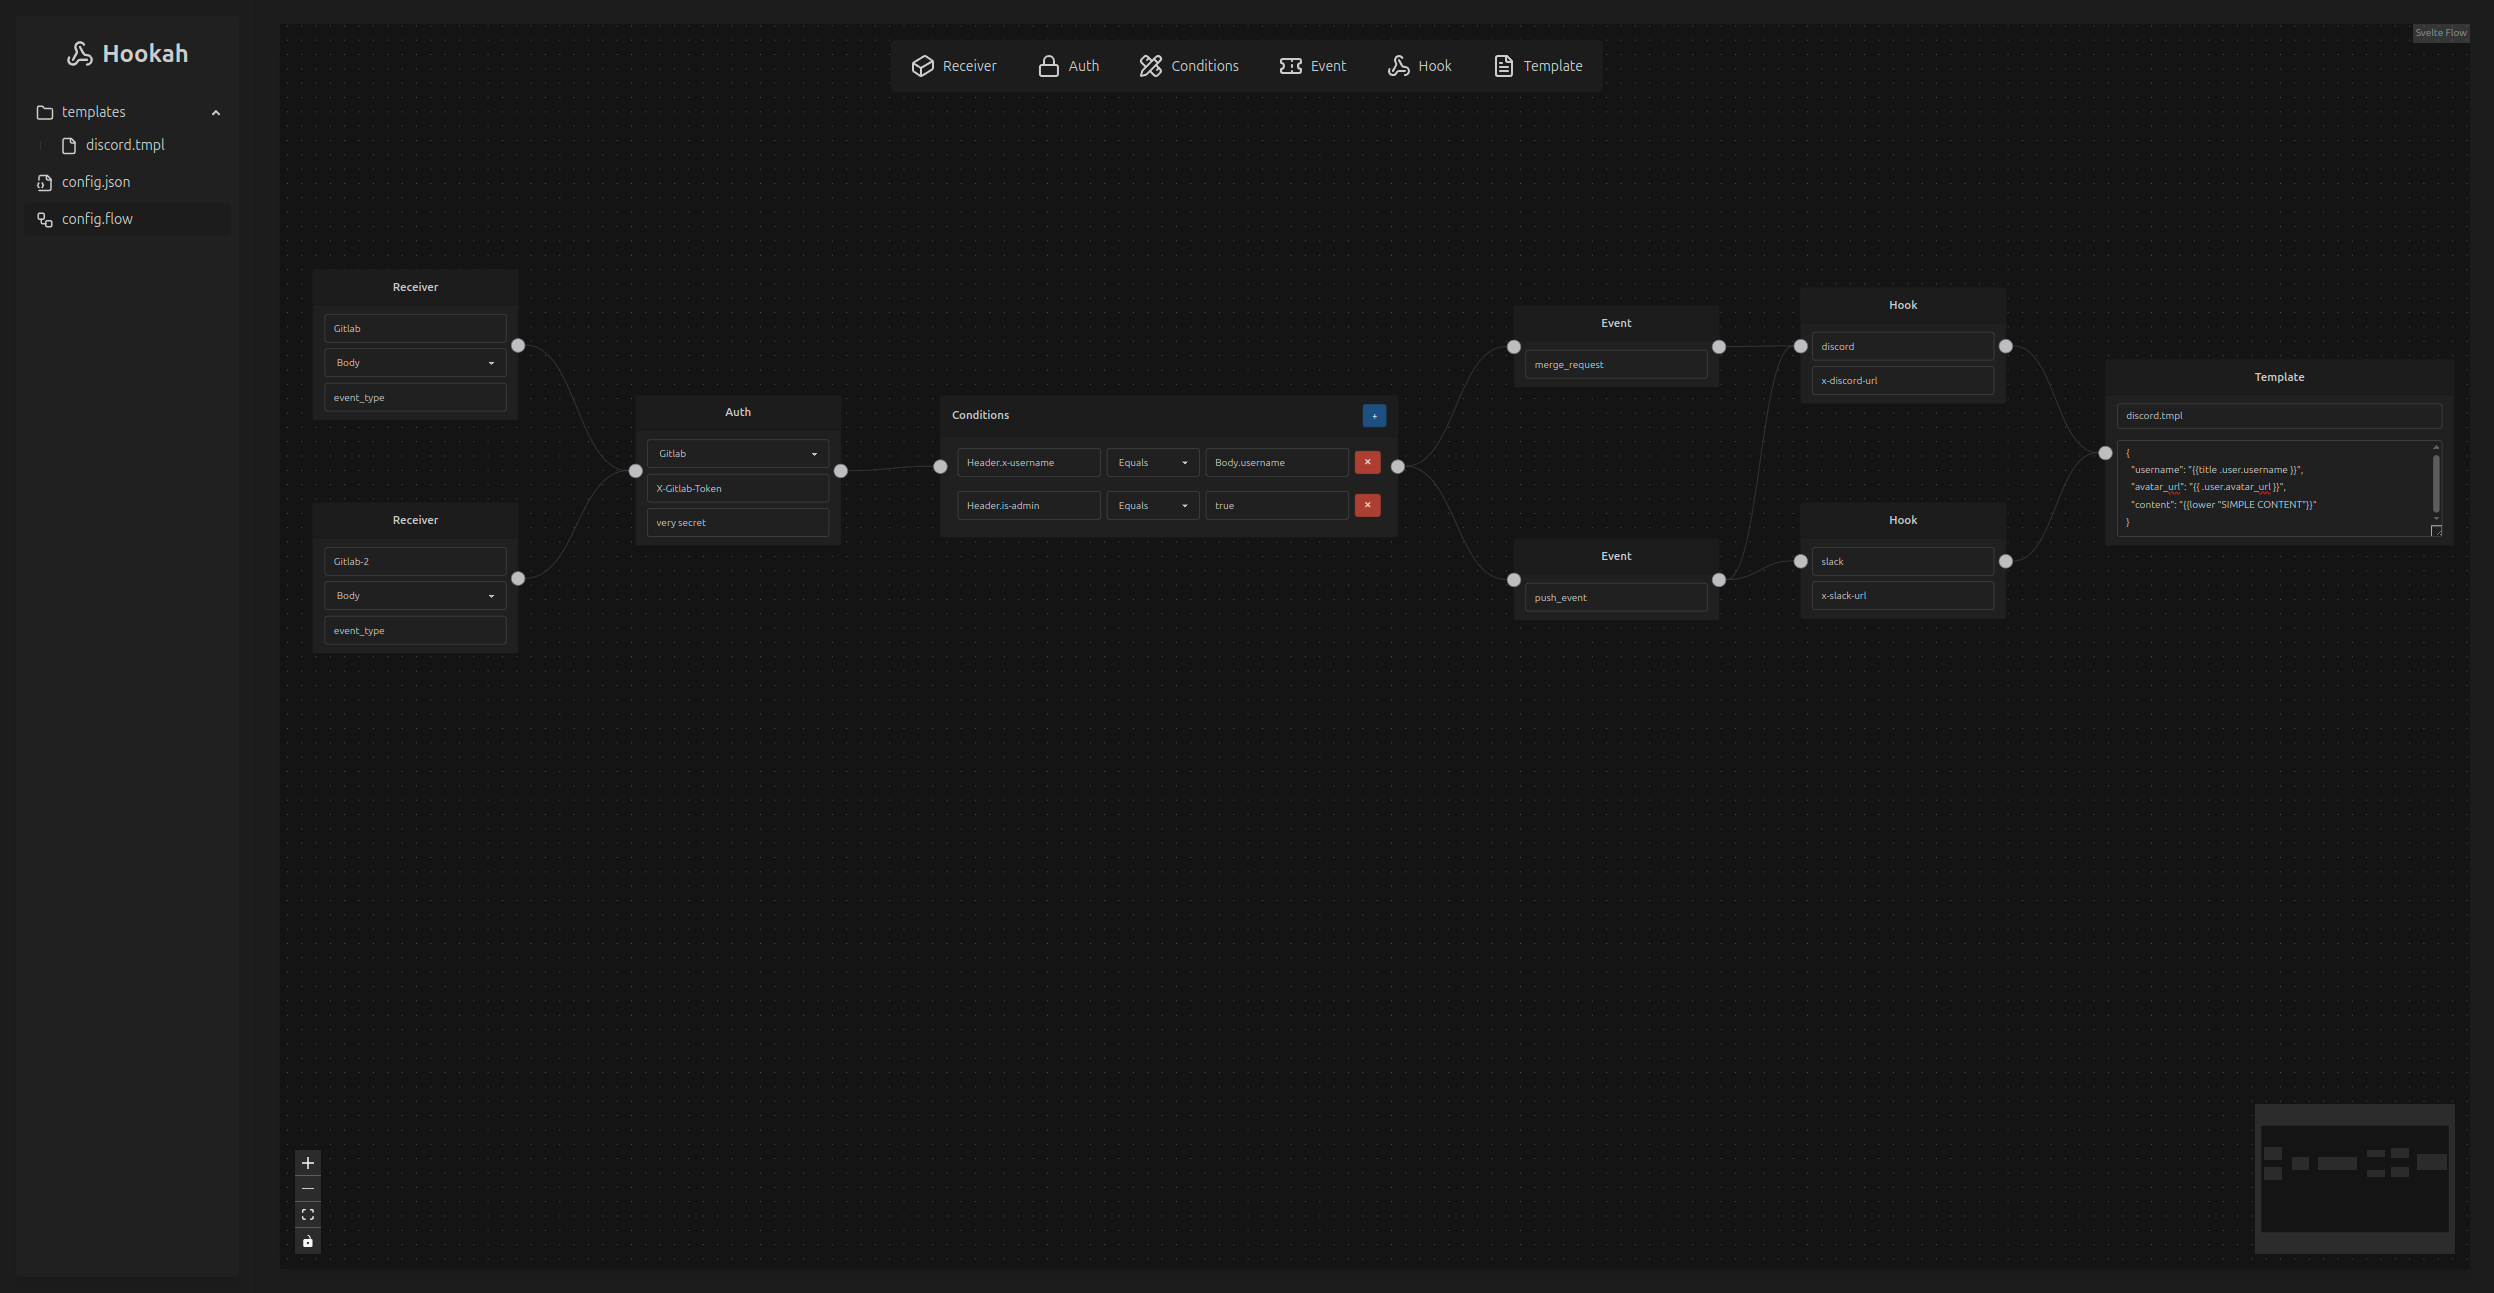 Hookah
templates
discord.tmpl
config.json
config.flow
Receiver
Auth
Conditions
Event
Hook
Template
Svelte Flow
Receiver
Gitlab
Body
event_type
Receiver
Gitlab-2
Body
event_type
Auth
Gitlab
X-Gitlab-Token
very secret
Conditions
+
Header.x-username Equals Body.username ×
Header.is-admin Equals true ×
Event
merge_request
Event
push_event
Hook
discord
x-discord-url
Hook
slack
x-slack-url
Template
discord.tmpl
{
"username": "{{title .user.username }}",
"avatar_url": "{{ .user.avatar_url }}",
"content": "{{lower "SIMPLE CONTENT"}}"
}